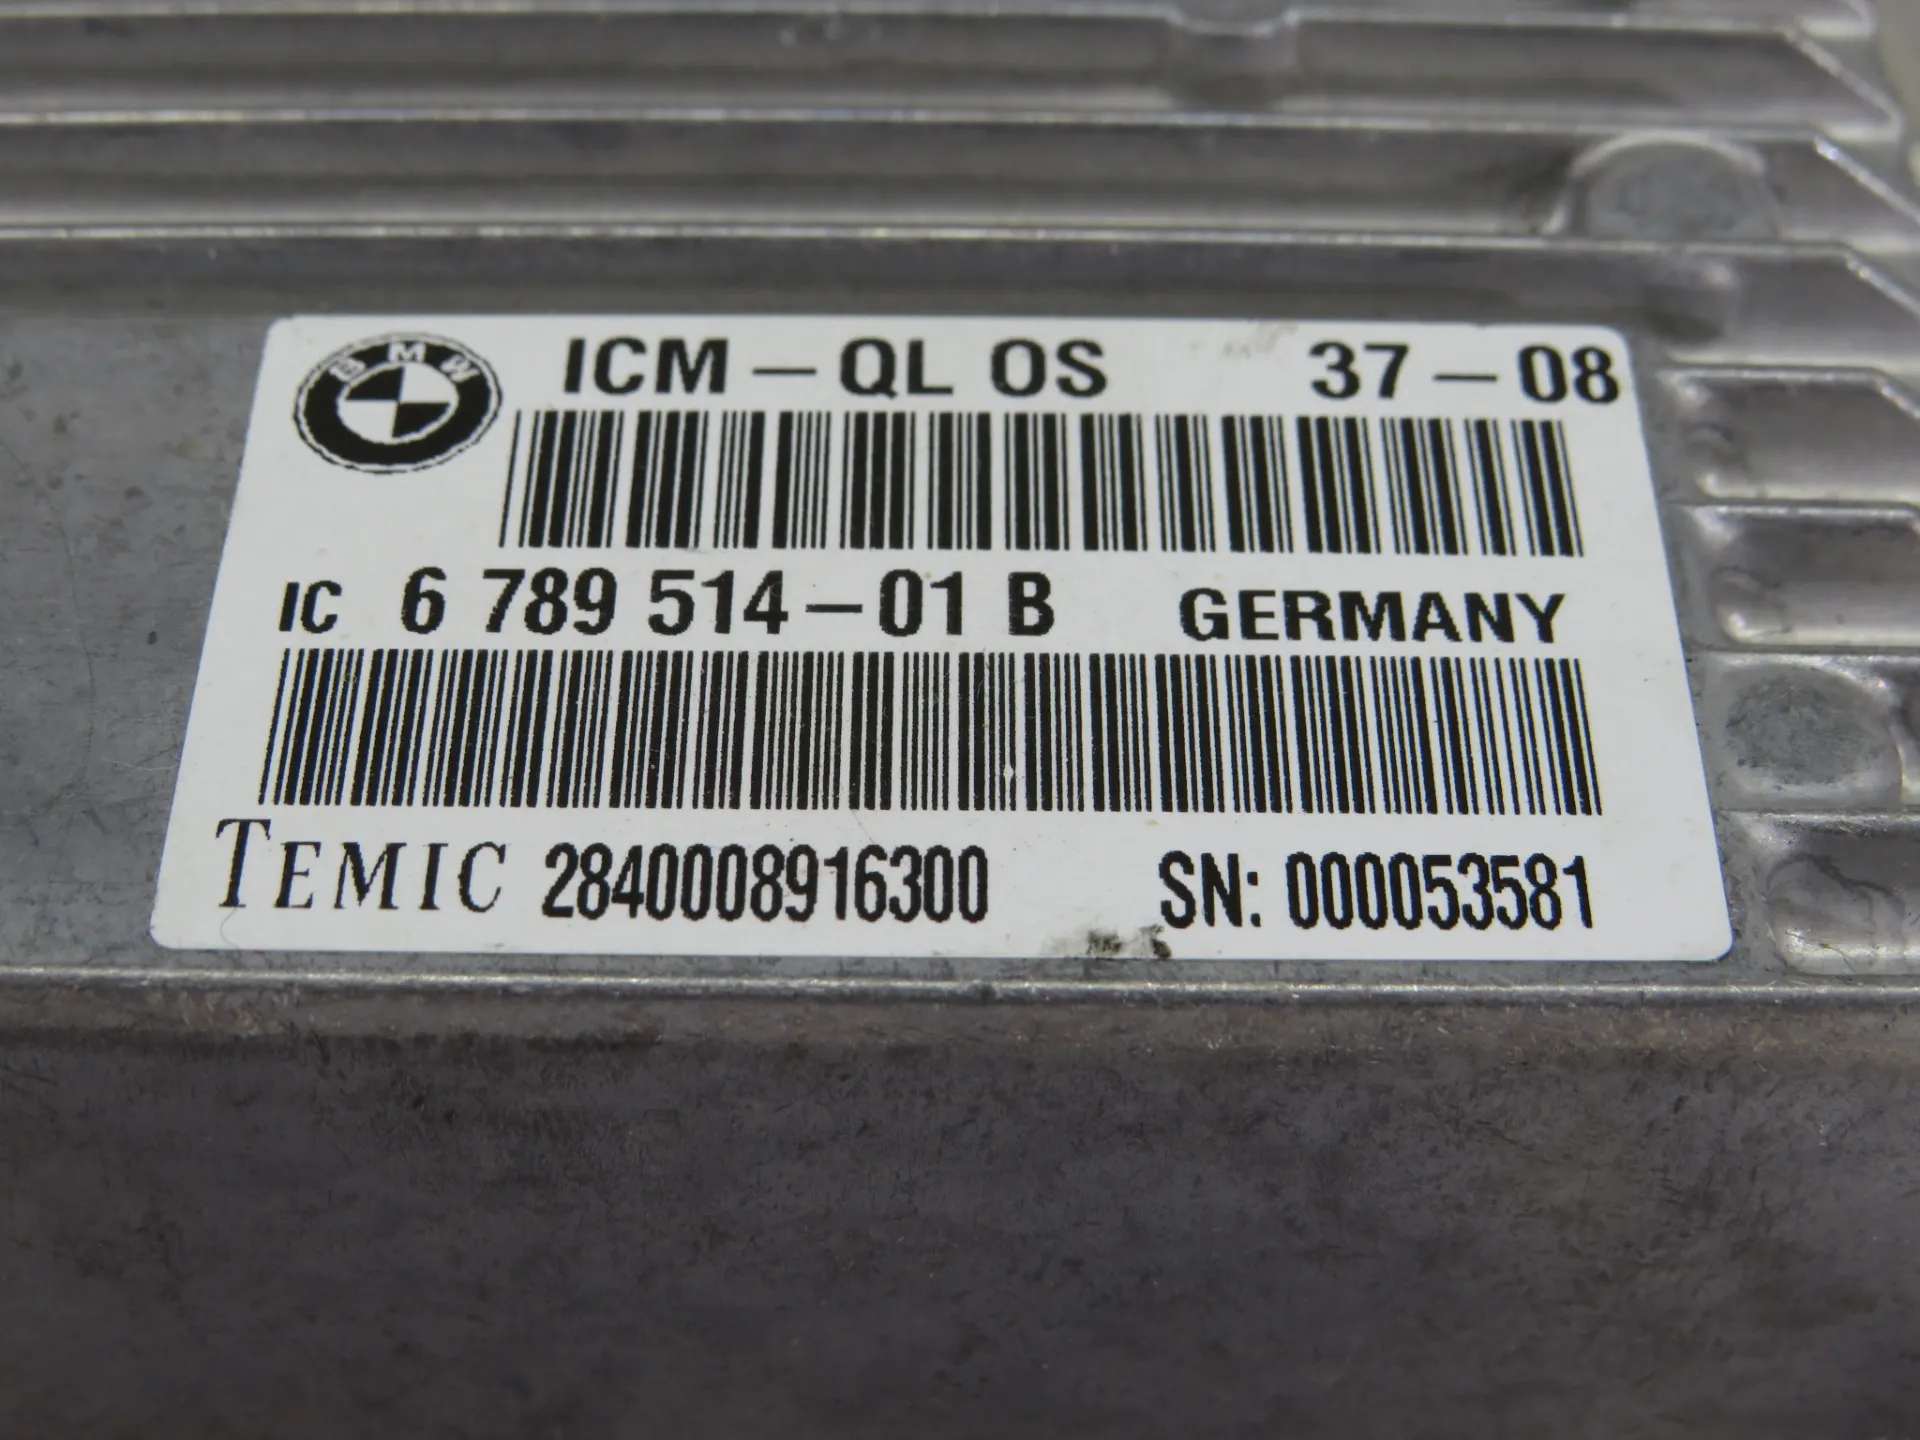 BMW
ICM-QL OS 37-08
IC 6 789 514-01 B GERMANY
TEMIC 2840008916300 SN: 000053581